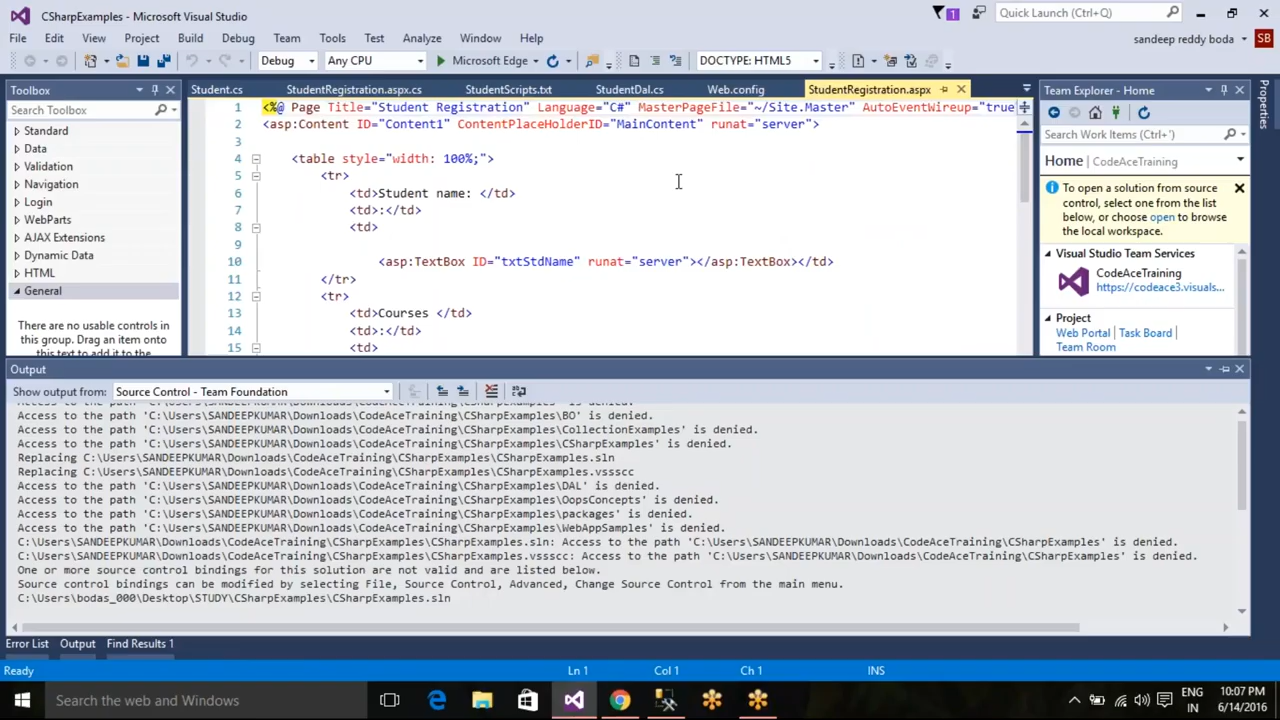 CSharpExamples - Microsoft Visual Studio
1
Quick Launch (Ctrl+Q)
File Edit View Project Build Debug Team Tools Test Analyze Window Help
sandeep reddy boda SB
Debug Any CPU Microsoft Edge DOCTYPE: HTML5
Toolbox
Student.cs StudentRegistration.aspx.cs StudentScripts.txt StudentDal.cs Web.config StudentRegistration.aspx
Team Explorer - Home
Properties
Search Toolbox
Standard
Data
Validation
Navigation
Login
WebParts
AJAX Extensions
Dynamic Data
HTML
General
There are no usable controls in
this group. Drag an item onto
this text to add it to the
1 <%@ Page Title="Student Registration" Language="C#" MasterPageFile="~/Site.Master" AutoEventWireup="true
2 <asp:Content ID="Content1" ContentPlaceHolderID="MainContent" runat="server">
3
4 <table style="width: 100%;">
5 <tr>
6 <td>Student name: </td>
7 <td>:</td>
8 <td>
9
10 <asp:TextBox ID="txtStdName" runat="server"></asp:TextBox></td>
11 </tr>
12 <tr>
13 <td>Courses </td>
14 <td>:</td>
15 <td>
Search Work Items (Ctrl+')
Home | CodeAceTraining
To open a solution from source
control, select one from the list
below, or choose open to browse
the local workspace.
Visual Studio Team Services
CodeAceTraining
https://codeace3.visuals...
Project
Web Portal | Task Board |
Team Room
Output
Show output from: Source Control - Team Foundation
Access to the path 'C:\Users\SANDEEPKUMAR\Downloads\CodeAceTraining\CSharpExamples\BO' is denied.
Access to the path 'C:\Users\SANDEEPKUMAR\Downloads\CodeAceTraining\CSharpExamples\CollectionExamples' is denied.
Access to the path 'C:\Users\SANDEEPKUMAR\Downloads\CodeAceTraining\CSharpExamples\CSharpExamples' is denied.
Replacing C:\Users\SANDEEPKUMAR\Downloads\CodeAceTraining\CSharpExamples\CSharpExamples.sln
Replacing C:\Users\SANDEEPKUMAR\Downloads\CodeAceTraining\CSharpExamples\CSharpExamples.vssscc
Access to the path 'C:\Users\SANDEEPKUMAR\Downloads\CodeAceTraining\CSharpExamples\DAL' is denied.
Access to the path 'C:\Users\SANDEEPKUMAR\Downloads\CodeAceTraining\CSharpExamples\OopsConcepts' is denied.
Access to the path 'C:\Users\SANDEEPKUMAR\Downloads\CodeAceTraining\CSharpExamples\packages' is denied.
Access to the path 'C:\Users\SANDEEPKUMAR\Downloads\CodeAceTraining\CSharpExamples\WebAppSamples' is denied.
C:\Users\SANDEEPKUMAR\Downloads\CodeAceTraining\CSharpExamples\CSharpExamples.sln: Access to the path 'C:\Users\SANDEEPKUMAR\Downloads\CodeAceTraining\CSharpExamples' is denied.
C:\Users\SANDEEPKUMAR\Downloads\CodeAceTraining\CSharpExamples\CSharpExamples.vssscc: Access to the path 'C:\Users\SANDEEPKUMAR\Downloads\CodeAceTraining\CSharpExamples' is denied.
One or more source control bindings for this solution are not valid and are listed below.
Source control bindings can be modified by selecting File, Source Control, Advanced, Change Source Control from the main menu.
C:\Users\bodas_000\Desktop\STUDY\CSharpExamples\CSharpExamples.sln
Error List Output Find Results 1
Ready Ln 1 Col 1 Ch 1 INS
Search the web and Windows
ENG 10:07 PM
IN 6/14/2016